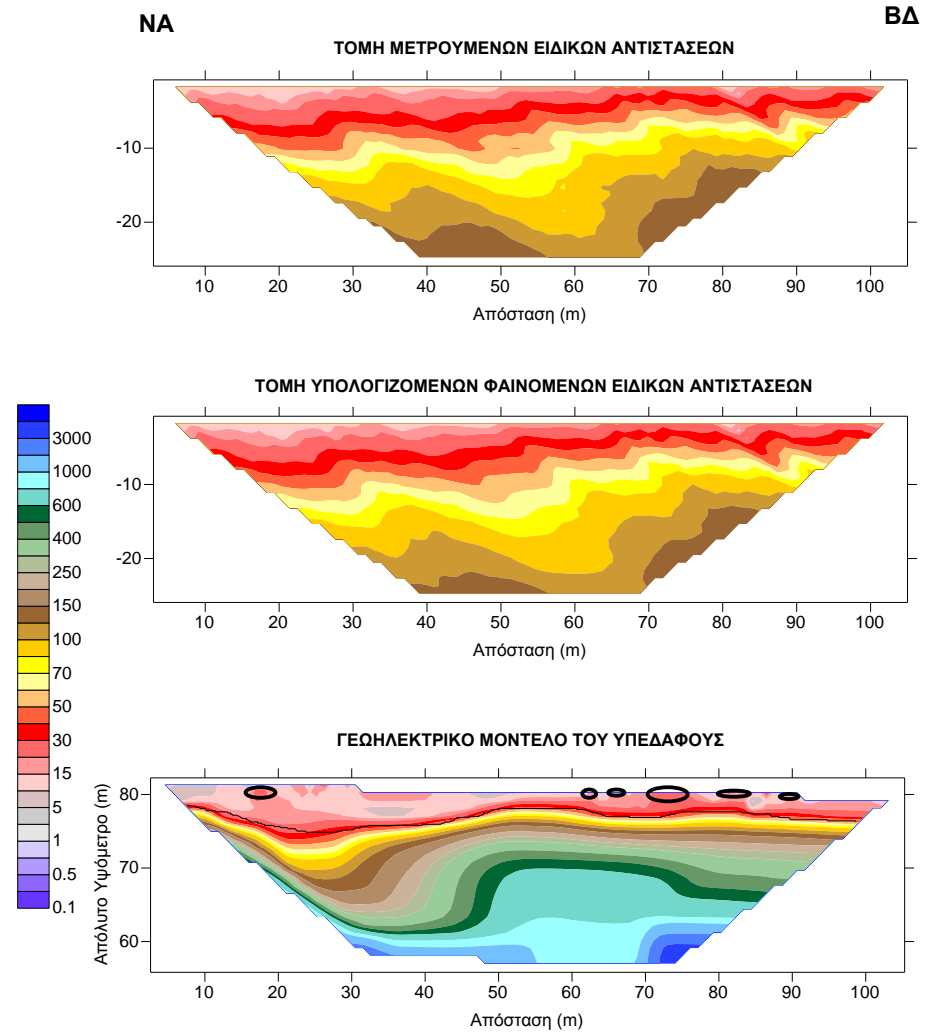 ΝΑ
ΒΔ
ΤΟΜΗ ΜΕΤΡΟΥΜΕΝΩΝ ΕΙΔΙΚΩΝ ΑΝΤΙΣΤΑΣΕΩΝ
-10
-20
10 20 30 40 50 60 70 80 90 100
Απόσταση (m)
ΤΟΜΗ ΥΠΟΛΟΓΙΖΟΜΕΝΩΝ ΦΑΙΝΟΜΕΝΩΝ ΕΙΔΙΚΩΝ ΑΝΤΙΣΤΑΣΕΩΝ
-10
-20
10 20 30 40 50 60 70 80 90 100
Απόσταση (m)
3000
1000
600
400
250
150
100
70
50
30
15
5
1
0.5
0.1
ΓΕΩΗΛΕΚΤΡΙΚΟ ΜΟΝΤΕΛΟ ΤΟΥ ΥΠΕΔΑΦΟΥΣ
Απόλυτο Υψόμετρο (m)
80
70
60
10 20 30 40 50 60 70 80 90 100
Απόσταση (m)